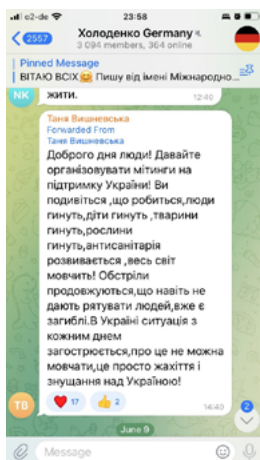 o2-de
23:58
2557
Холоденко Germany
3 094 members, 364 online
Pinned Message
ВІТАЮ ВСІХ😊 Пишу від імені Міжнародно...
NK
жити.
12:40
Таня Вишневська
Forwarded From
Таня Вишневська
Доброго дня люди! Давайте
організовувати мітинги на
підтримку України! Ви
подивіться ,що робиться,люди
гинуть,діти гинуть ,тварини
гинуть,рослини
гинуть,антисанітарія
розвивається ,весь світ
мовчить! Обстріли
продовжуються,що навіть не
дають рятувати людей,вже є
загиблі.В Україні ситуація з
кожним днем
загострюється,про це не можна
мовчати,це просто жахіття і
знущання над Україною!
ТВ
❤️ 17 👍 2
14:40
2
June 9
Message